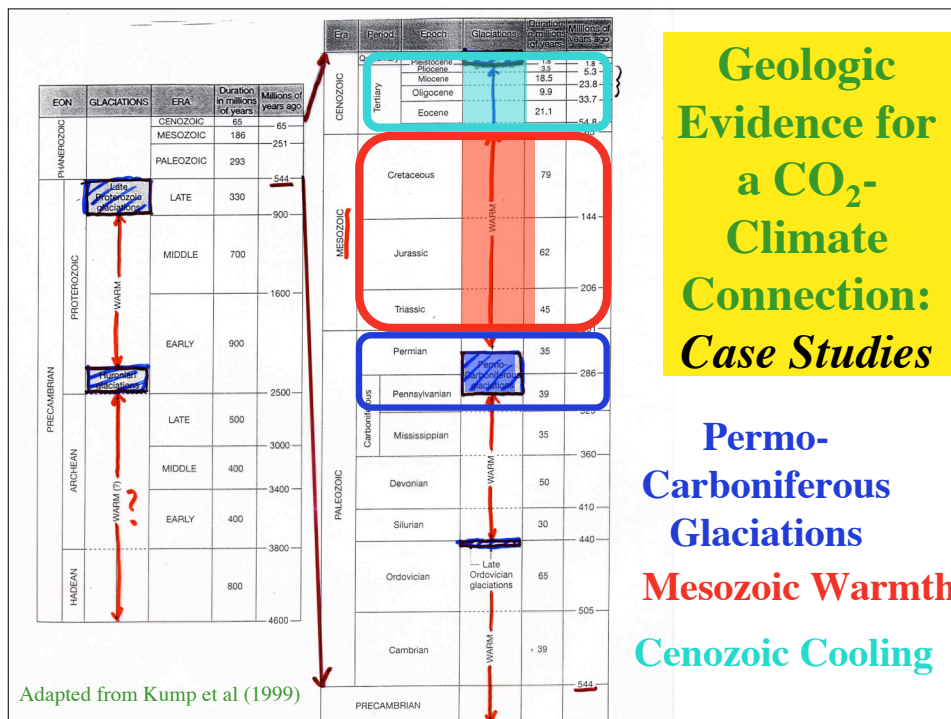 EON GLACIATIONS ERA Duration in millions of years Millions of years ago
PHANEROZOIC
CENOZOIC 65
65
MESOZOIC 186
251
PALEOZOIC 293
544
PRECAMBRIAN
PROTEROZOIC
Late Proterozoic glaciations
LATE 330
900
WARM
MIDDLE 700
1600
EARLY 900
Huronian glaciations
2500
ARCHEAN
LATE 500
3000
MIDDLE 400
3400
WARM (?) ?
EARLY 400
3800
HADEAN
800
4600
Adapted from Kump et al (1999)
Era Period Epoch Glaciations Duration in millions of years Millions of years ago
CENOZOIC
Pleistocene 1.8
1.8
Tertiary
Pliocene 3.5
5.3
Miocene 18.5
23.8
Oligocene 9.9
33.7
Eocene 21.1
54.8
65
MESOZOIC
Cretaceous 79
144
WARM
Jurassic 62
206
Triassic 45
PALEOZOIC
Permian 35
286
Permo-Carboniferous glaciations
Carboniferous
Pennsylvanian 39
325
Mississippian 35
360
WARM
Devonian 50
410
Silurian 30
440
Late Ordovician glaciations
Ordovician 65
505
WARM
Cambrian 39
544
PRECAMBRIAN
Geologic
Evidence for
a CO₂-
Climate
Connection:
Case Studies
Permo-
Carboniferous
Glaciations
Mesozoic Warmth
Cenozoic Cooling